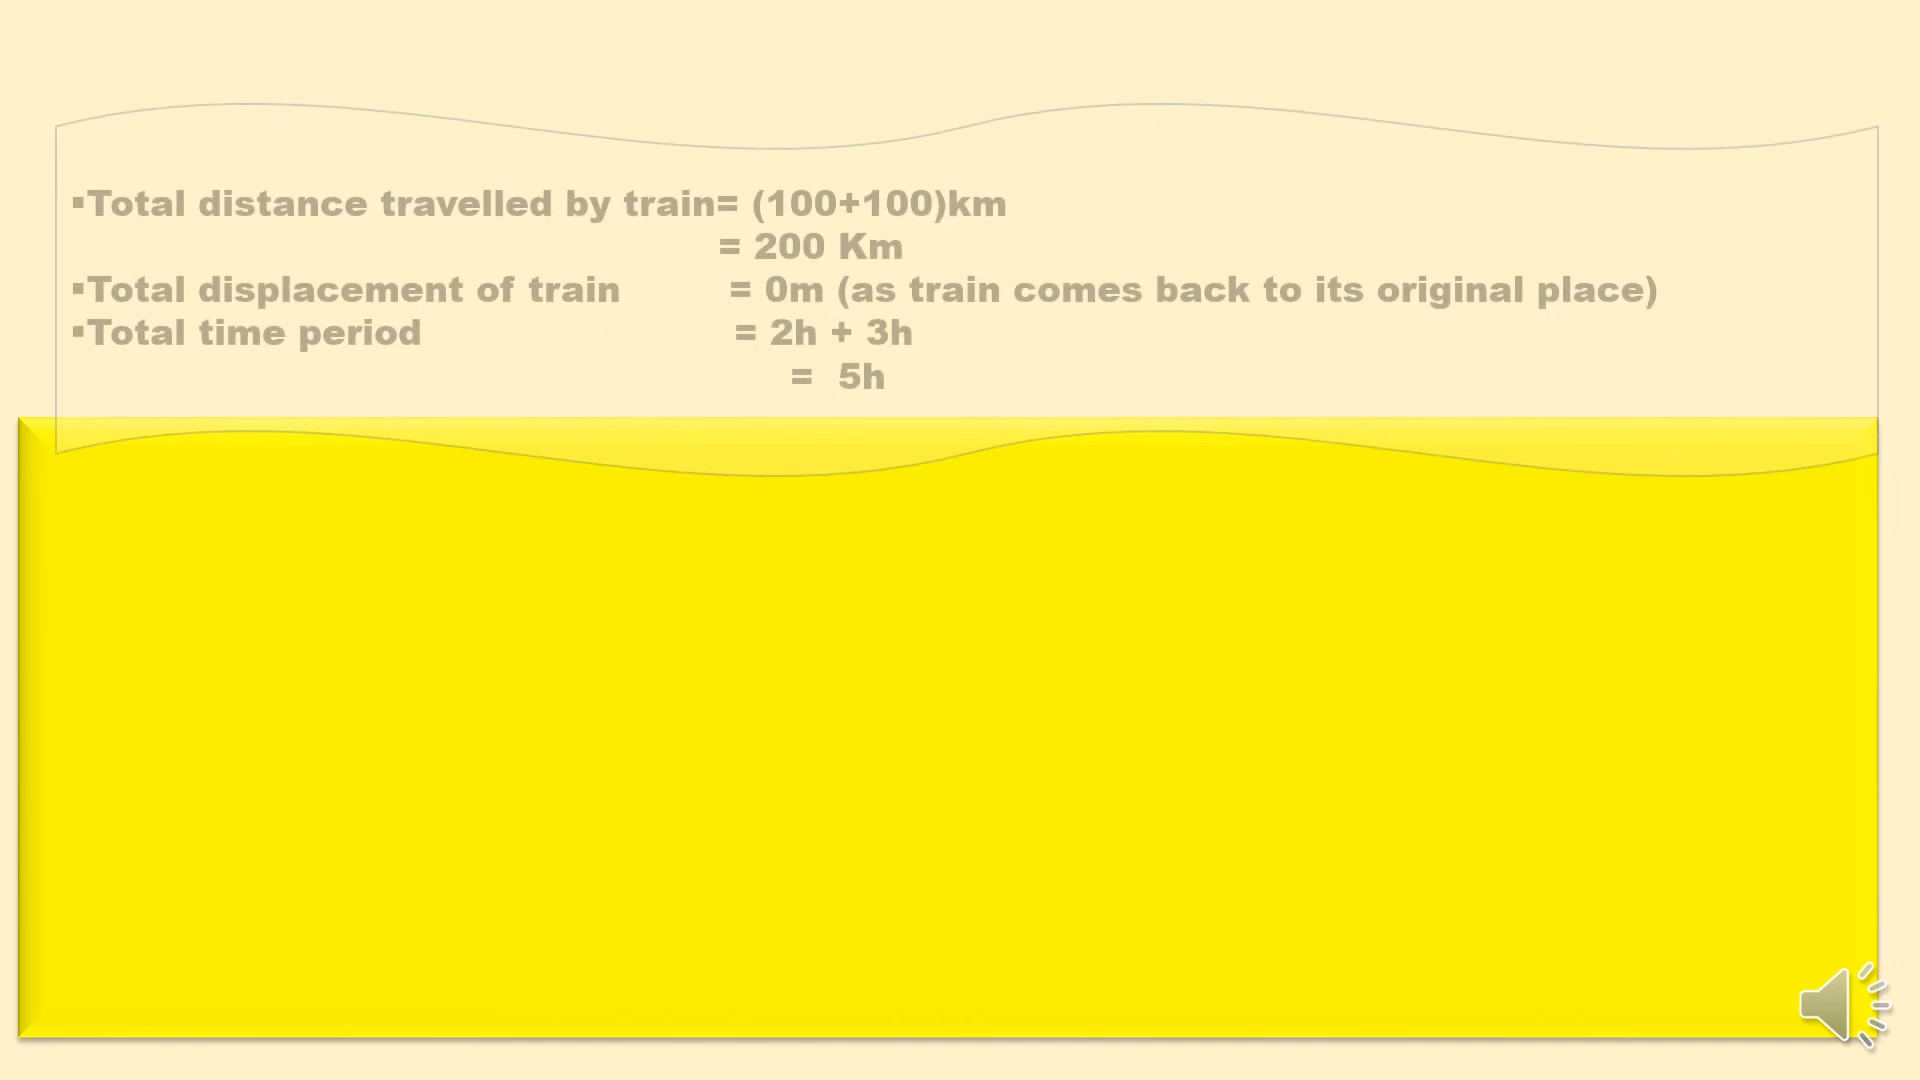 ▪Total distance travelled by train= (100+100)km
= 200 Km
▪Total displacement of train = 0m (as train comes back to its original place)
▪Total time period = 2h + 3h
= 5h